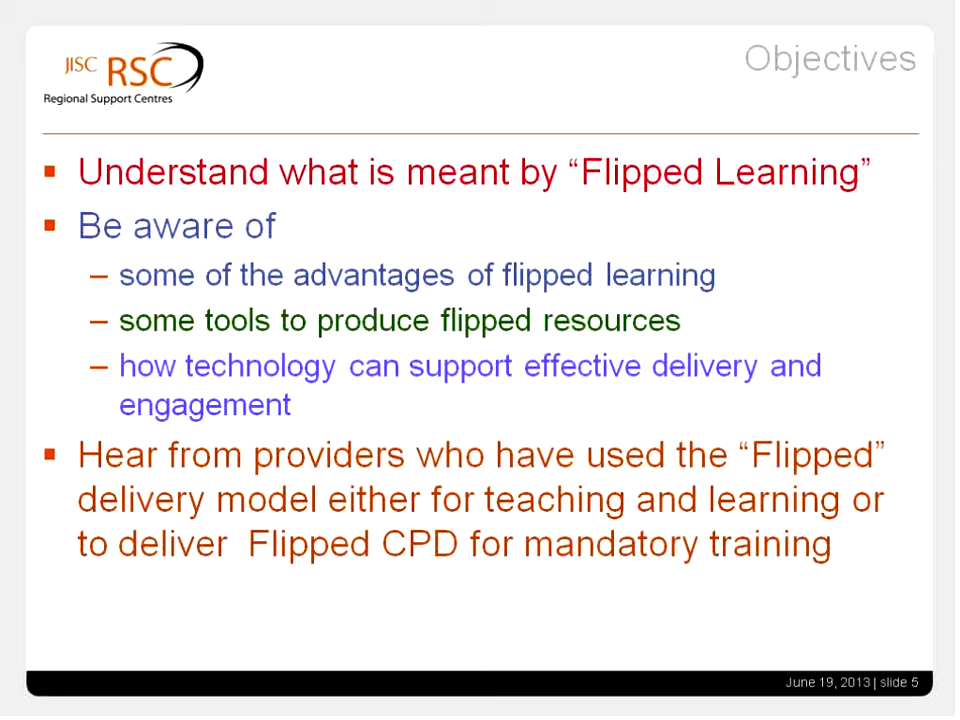 JISC RSC
Regional Support Centres
Objectives
▪ Understand what is meant by “Flipped Learning”
▪ Be aware of
– some of the advantages of flipped learning
– some tools to produce flipped resources
– how technology can support effective delivery and
engagement
▪ Hear from providers who have used the “Flipped”
delivery model either for teaching and learning or
to deliver Flipped CPD for mandatory training
June 19, 2013 | slide 5